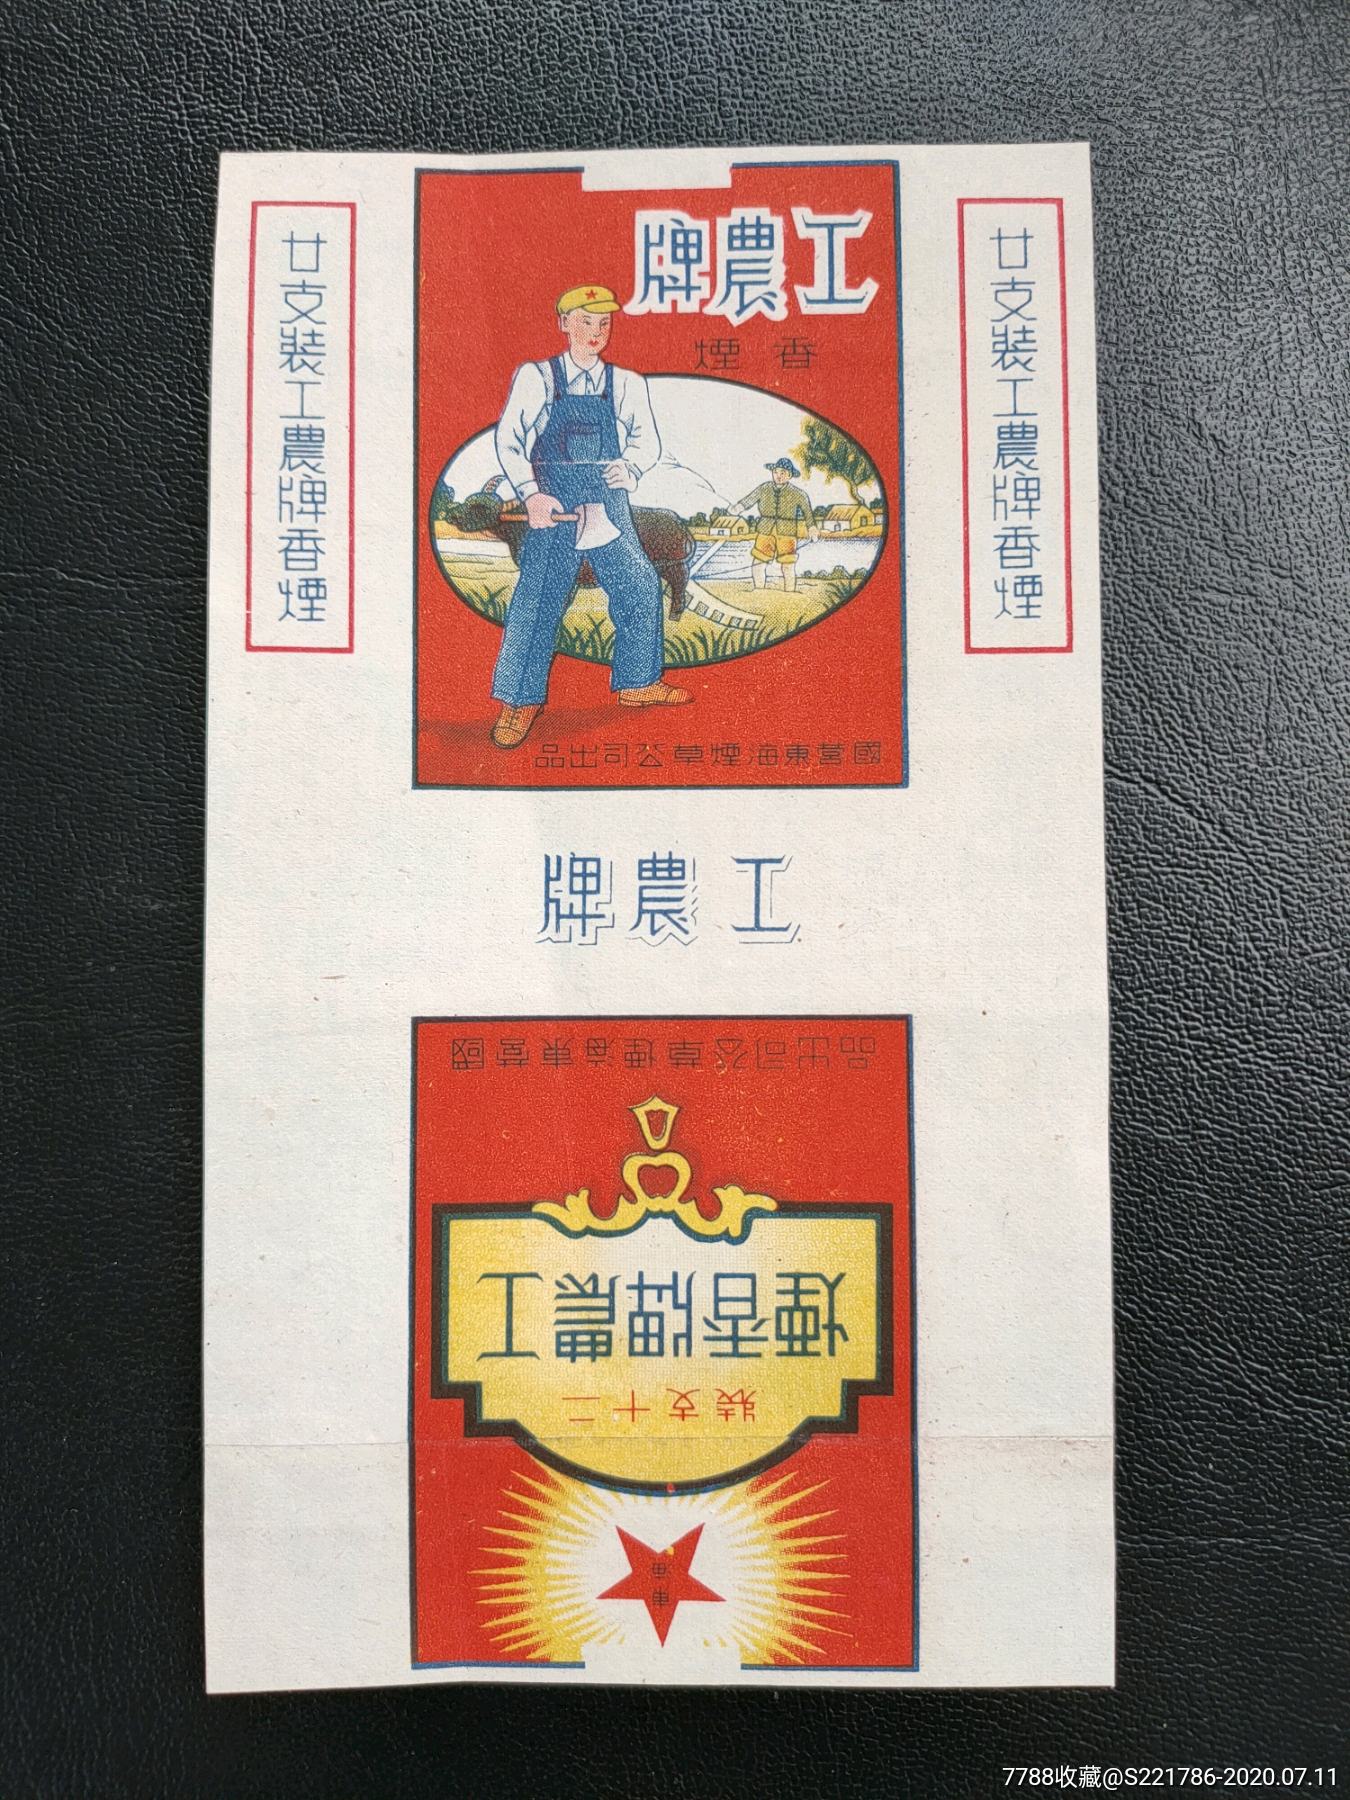 工農牌
香煙
國營東海煙草公司出品
廿支裝工農牌香煙
廿支裝工農牌香煙
工農牌
國營東海煙草公司出品
工農牌香煙
二十支裝
東海
7788收藏@S221786-2020.07.11